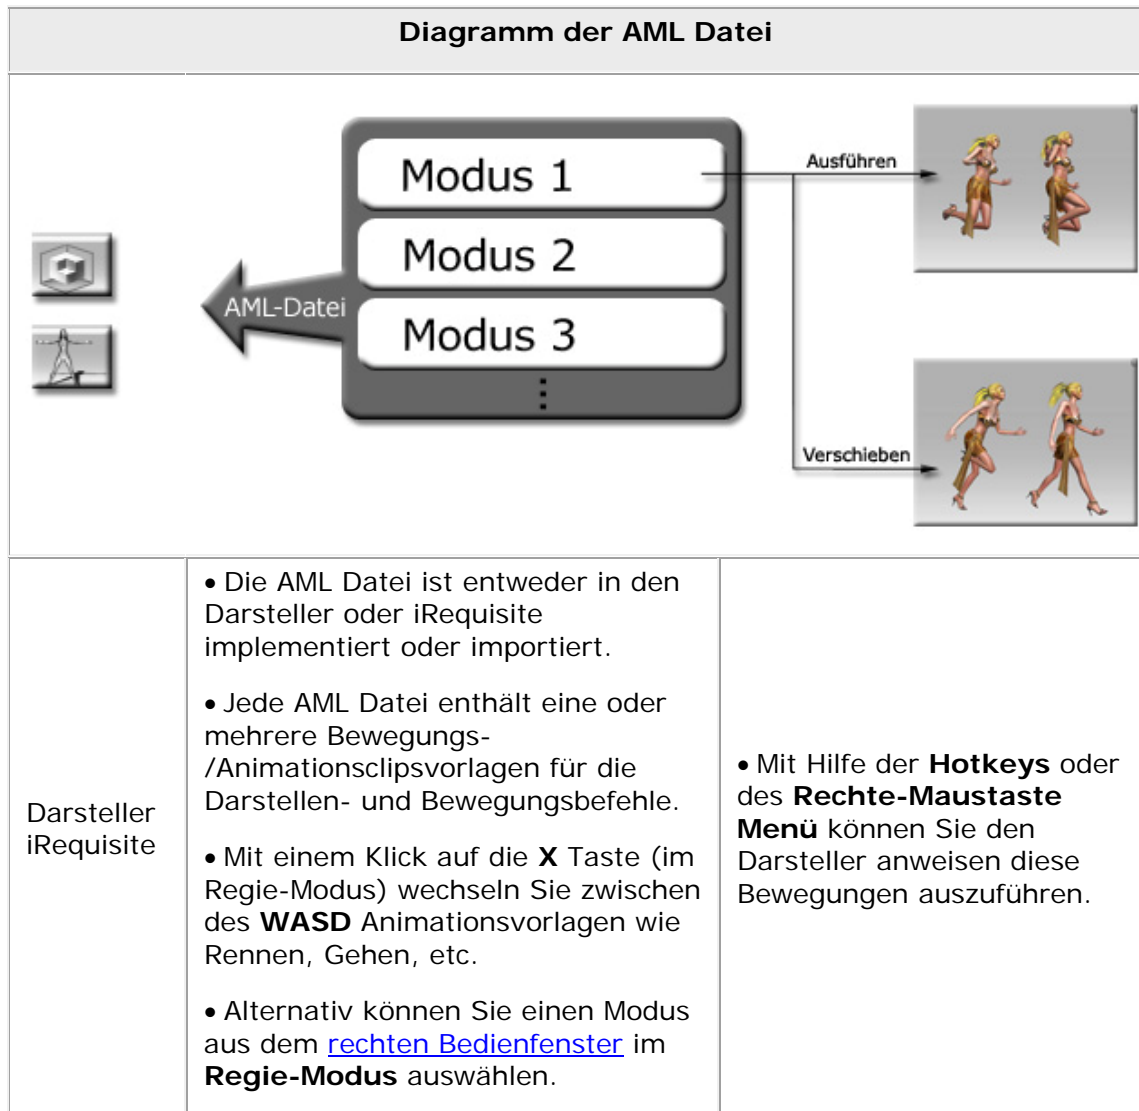 Diagramm der AML Datei
Modus 1
Modus 2
Modus 3
AML-Datei
Ausführen
Verschieben
Darsteller
iRequisite
• Die AML Datei ist entweder in den
Darsteller oder iRequisite
implementiert oder importiert.
• Jede AML Datei enthält eine oder
mehrere Bewegungs-
/Animationsclipsvorlagen für die
Darstellen- und Bewegungsbefehle.
• Mit einem Klick auf die X Taste (im
Regie-Modus) wechseln Sie zwischen
des WASD Animationsvorlagen wie
Rennen, Gehen, etc.
• Alternativ können Sie einen Modus
aus dem rechten Bedienfenster im
Regie-Modus auswählen.
• Mit Hilfe der Hotkeys oder
des Rechte-Maustaste
Menü können Sie den
Darsteller anweisen diese
Bewegungen auszuführen.